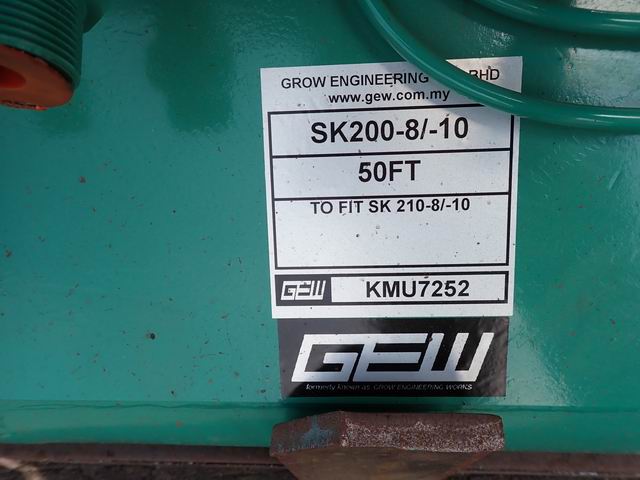 GROW ENGINEERING BHD
www.gew.com.my
SK200-8/-10
50FT
TO FIT SK 210-8/-10
GEW KMU7252
GEW
formerly known as GROW ENGINEERING WORKS